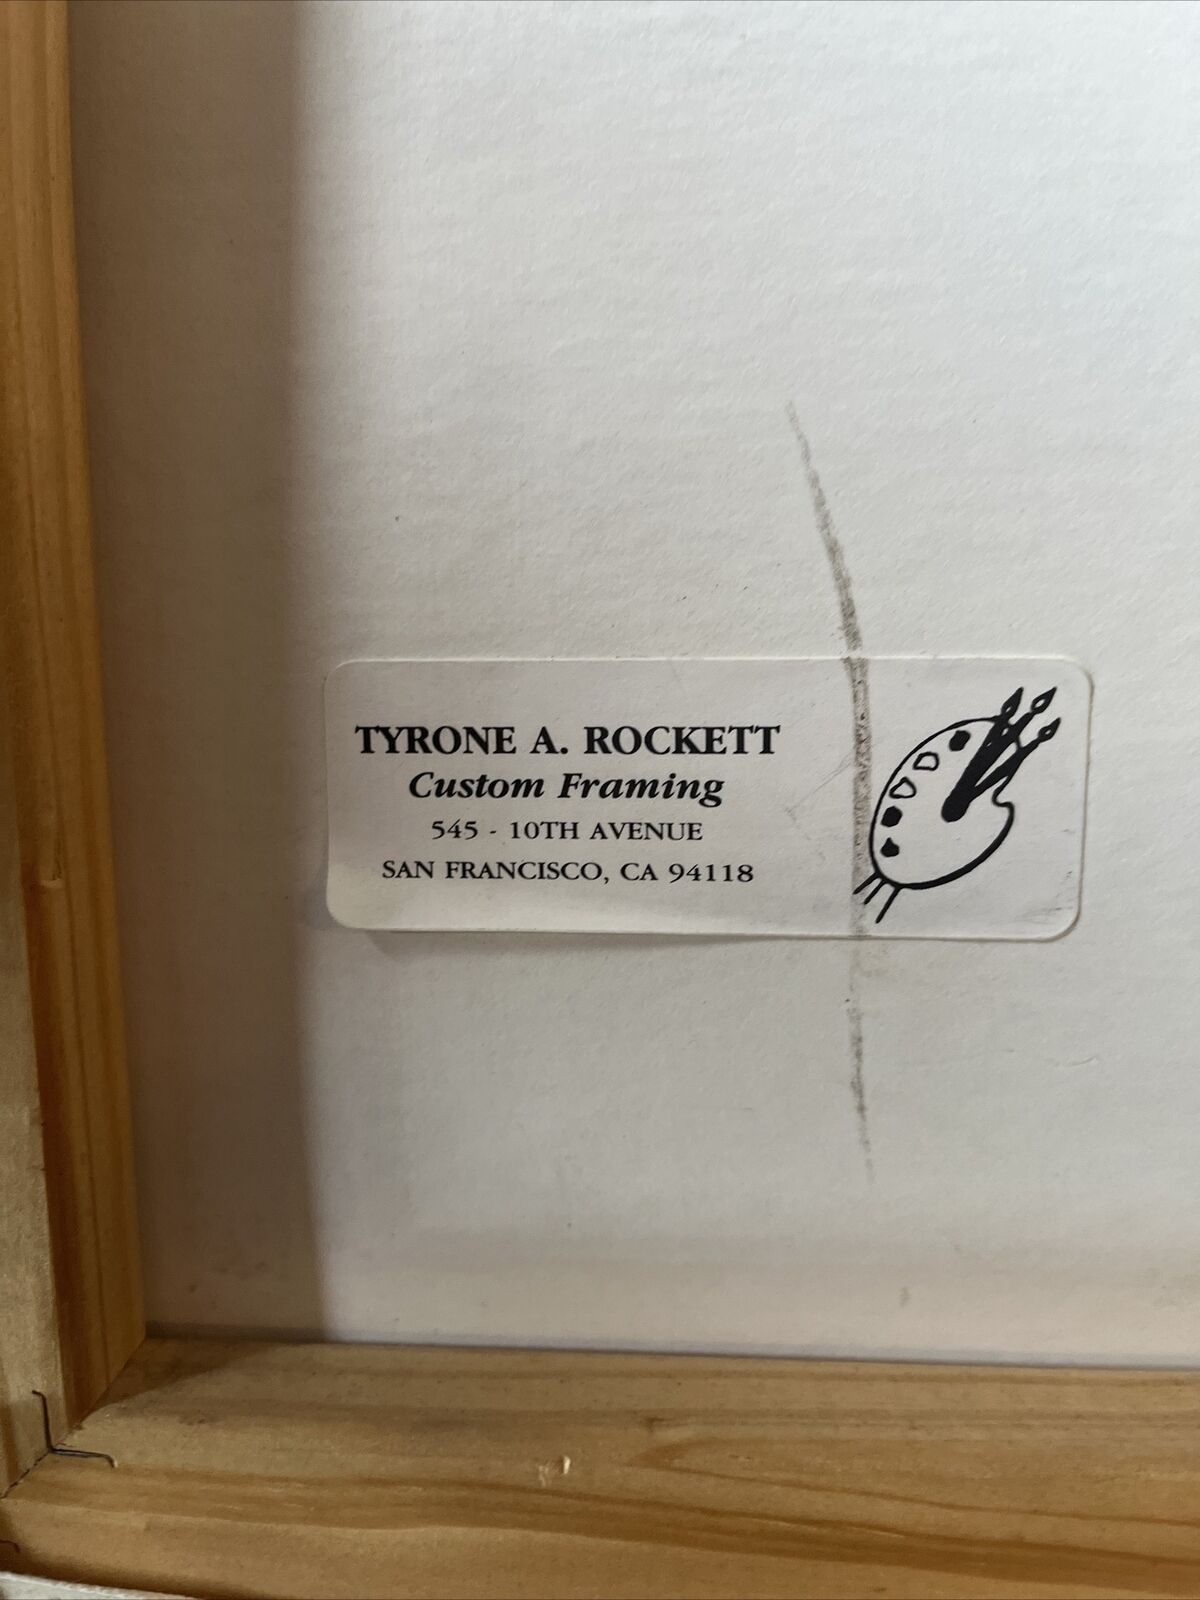 TYRONE A. ROCKETT
Custom Framing
545 - 10TH AVENUE
SAN FRANCISCO, CA 94118